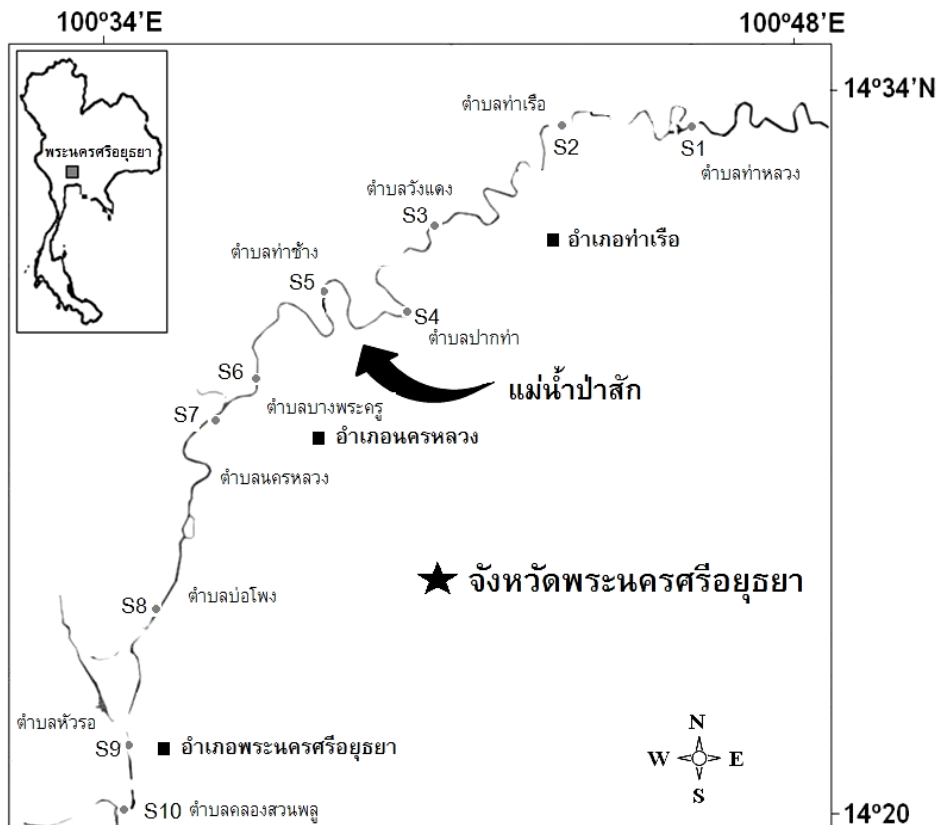 100º34’E
100º48’E
14º34’N
พระนครศรีอยุธยา
ตำบลท่าเรือ
S2
S1
ตำบลท่าหลวง
ตำบลวังแดง
S3
อำเภอท่าเรือ
ตำบลท่าช้าง
S5
S4
ตำบลปากท่า
S6
แม่น้ำป่าสัก
ตำบลบางพระครู
S7
อำเภอนครหลวง
ตำบลนครหลวง
จังหวัดพระนครศรีอยุธยา
S8
ตำบลบ่อโพง
ตำบลหัวรอ
S9
อำเภอพระนครศรีอยุธยา
N
W
E
S
S10 ตำบลคลองสวนพลู
14º20